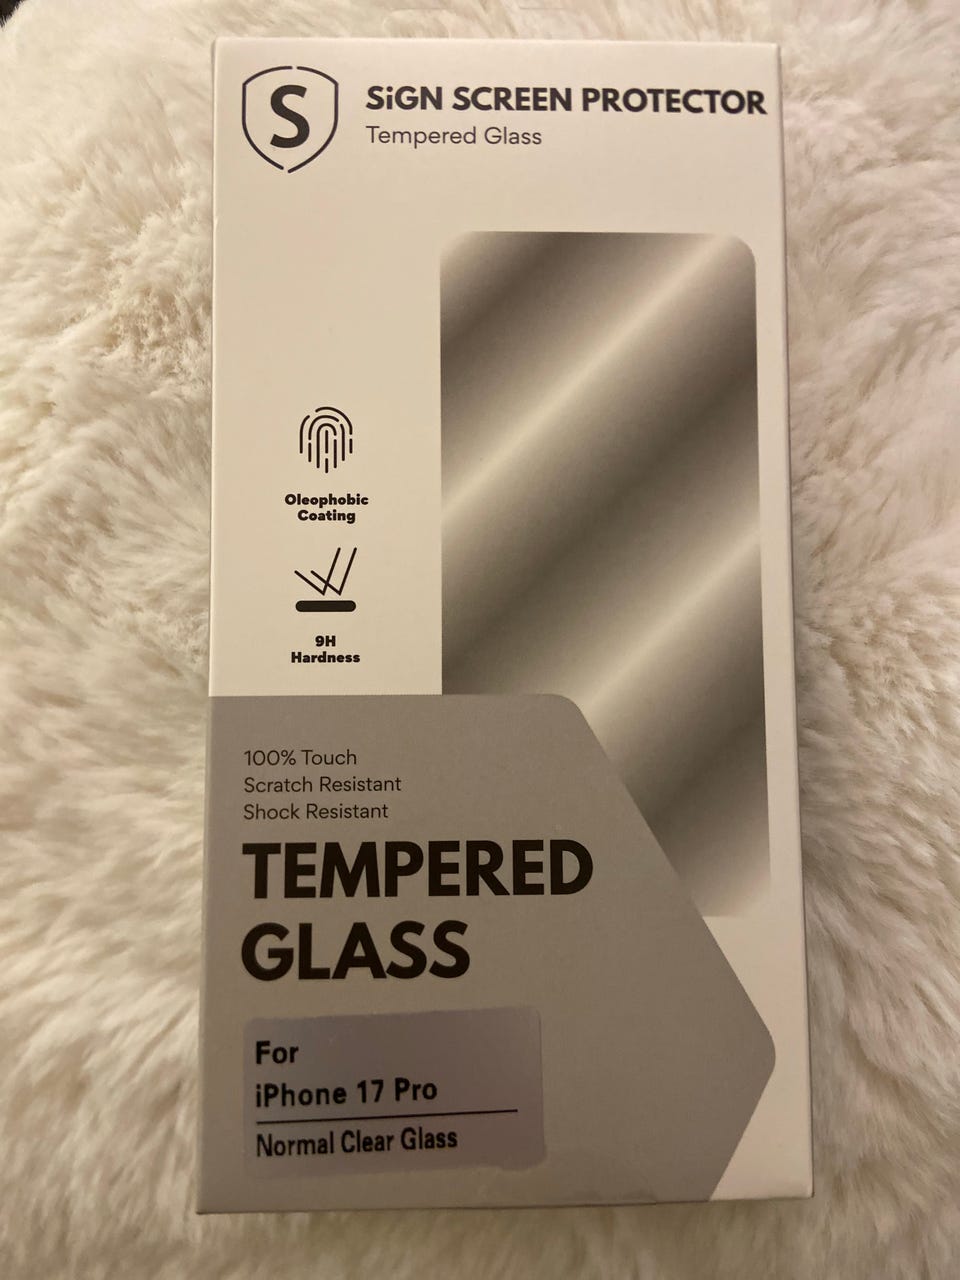 S
SiGN SCREEN PROTECTOR
Tempered Glass
Oleophobic
Coating
9H
Hardness
100% Touch
Scratch Resistant
Shock Resistant
TEMPERED
GLASS
For
iPhone 17 Pro
Normal Clear Glass